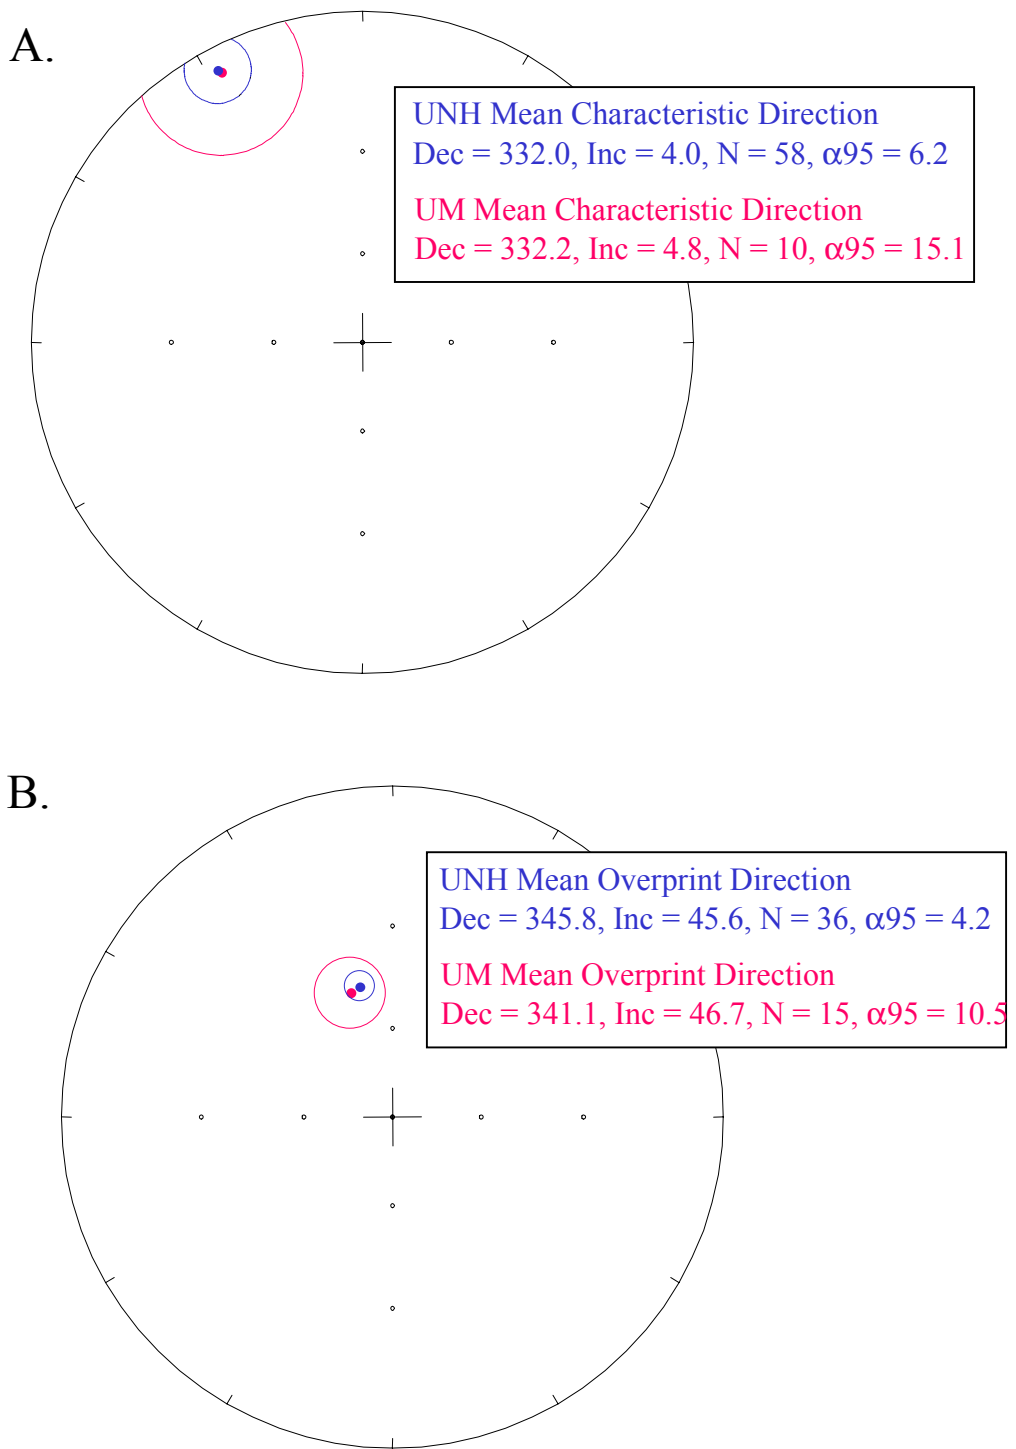 A.
UNH Mean Characteristic Direction
Dec = 332.0, Inc = 4.0, N = 58, α95 = 6.2
UM Mean Characteristic Direction
Dec = 332.2, Inc = 4.8, N = 10, α95 = 15.1
B.
UNH Mean Overprint Direction
Dec = 345.8, Inc = 45.6, N = 36, α95 = 4.2
UM Mean Overprint Direction
Dec = 341.1, Inc = 46.7, N = 15, α95 = 10.5